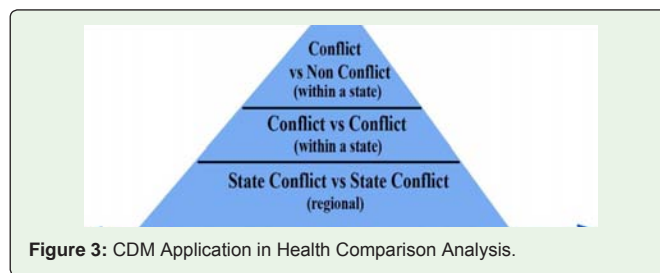 Conflict
vs Non Conflict
(within a state)
Conflict vs Conflict
(within a state)
State Conflict vs State Conflict
(regional)
Figure 3: CDM Application in Health Comparison Analysis.